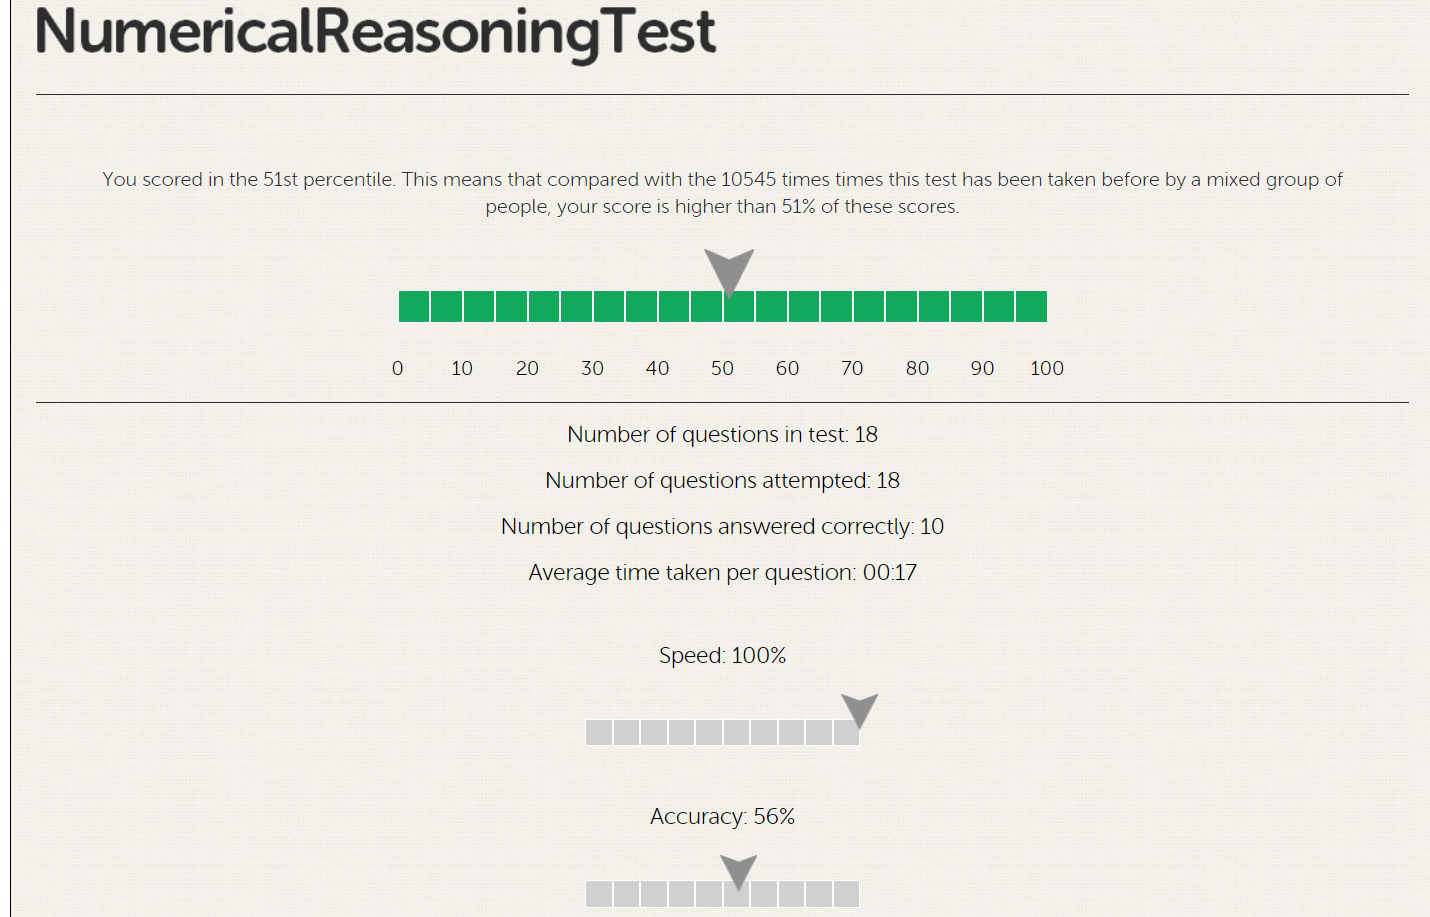 NumericalReasoningTest
You scored in the 51st percentile. This means that compared with the 10545 times times this test has been taken before by a mixed group of
people, your score is higher than 51% of these scores.
0 10 20 30 40 50 60 70 80 90 100
Number of questions in test: 18
Number of questions attempted: 18
Number of questions answered correctly: 10
Average time taken per question: 00:17
Speed: 100%
Accuracy: 56%